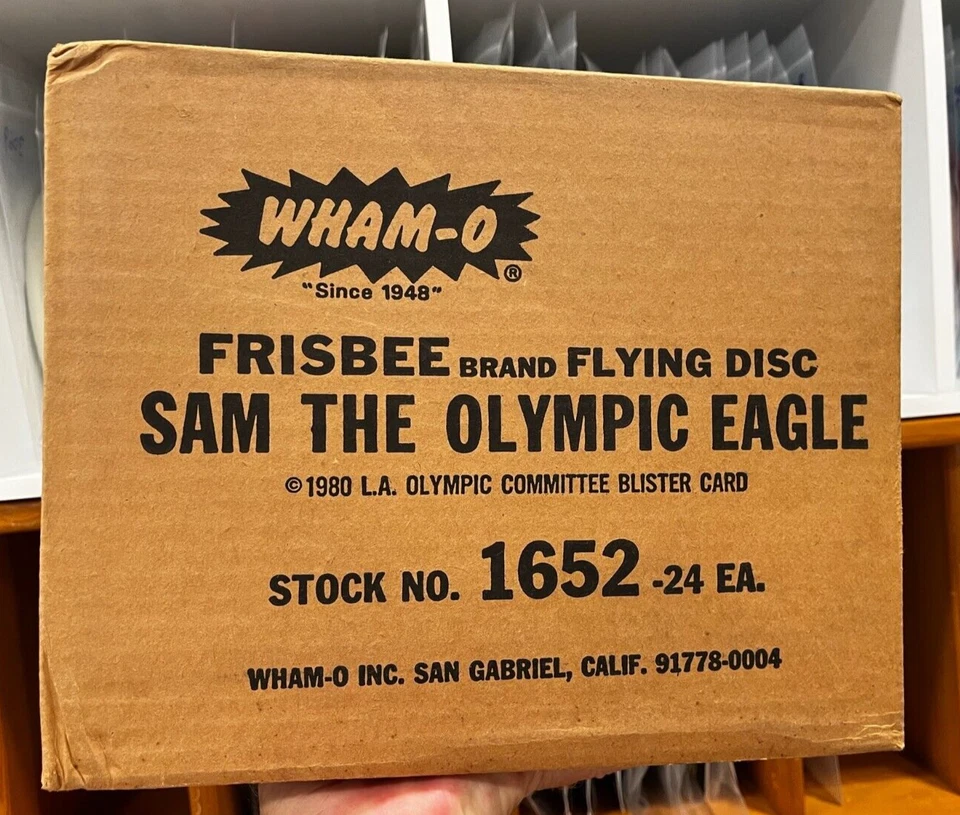 WHAM-O®
"Since 1948"
FRISBEE BRAND FLYING DISC
SAM THE OLYMPIC EAGLE
©1980 L.A. OLYMPIC COMMITTEE BLISTER CARD
STOCK NO. 1652 -24 EA.
WHAM-O INC. SAN GABRIEL, CALIF. 91778-0004